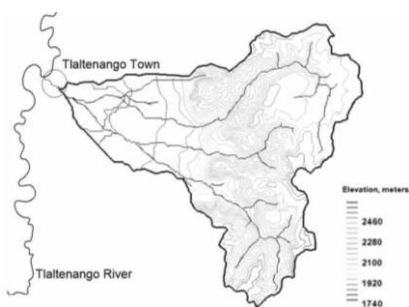 Tlaltenango Town
Elevation, meters
2460
2280
2100
1920
1740
Tlaltenango River